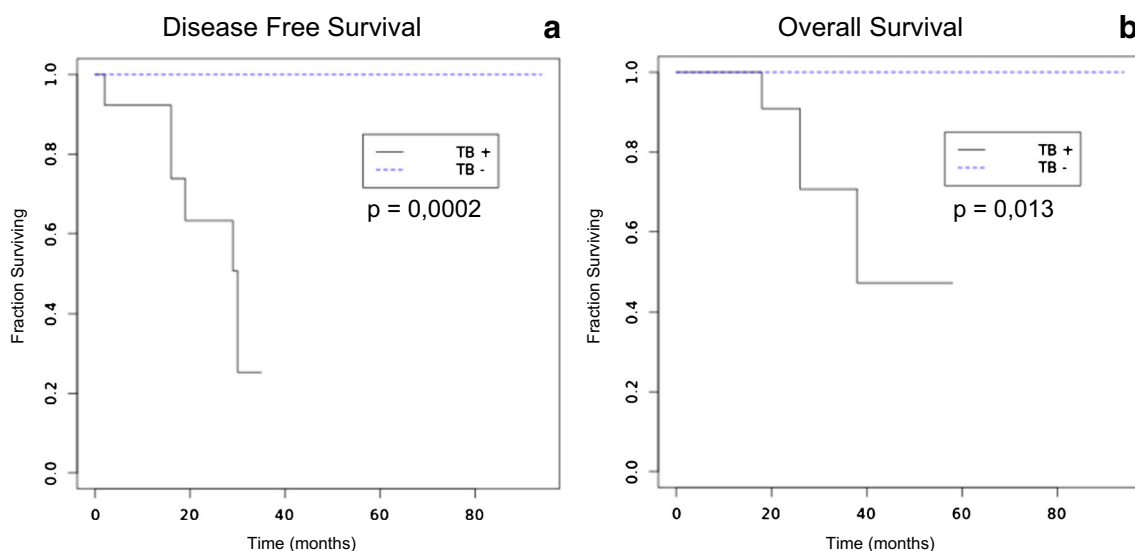 Disease Free Survival
a
1.0
0.8
0.6
0.4
0.2
0.0
Fraction Surviving
TB +
TB -
p = 0,0002
0 20 40 60 80
Time (months)
Overall Survival
b
1.0
0.8
0.6
0.4
0.2
0.0
Fraction Surviving
TB +
TB -
p = 0,013
0 20 40 60 80
Time (months)